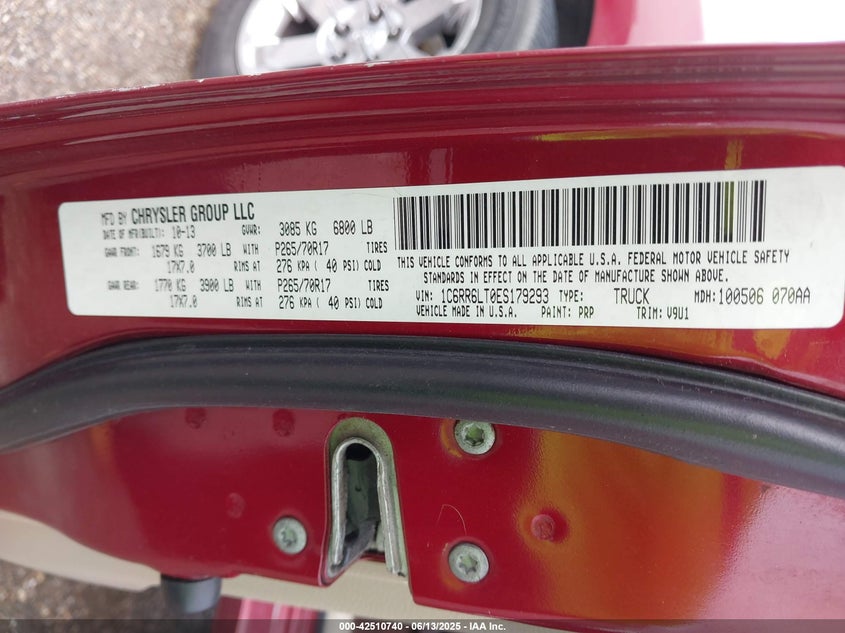 MFD BY CHRYSLER GROUP LLC
DATE OF MFR(BUILT): 10-13 GVWR: 3085 KG 6800 LB
GAWR FRONT: 1679 KG 3700 LB WITH P265/70R17 TIRES
17X7.0 RIMS AT 276 KPA ( 40 PSI) COLD
GAWR REAR: 1770 KG 3900 LB WITH P265/70R17 TIRES
17X7.0 RIMS AT 276 KPA ( 40 PSI) COLD
THIS VEHICLE CONFORMS TO ALL APPLICABLE U.S.A. FEDERAL MOTOR VEHICLE SAFETY
STANDARDS IN EFFECT ON THE DATE OF MANUFACTURE SHOWN ABOVE.
VIN: 1C6RR6LT0ES179293 TYPE: TRUCK MDH: 100506 070AA
VEHICLE MADE IN U.S.A. PAINT: PRP TRIM: V9U1
000-42510740 - 06/13/2025 - IAA Inc.